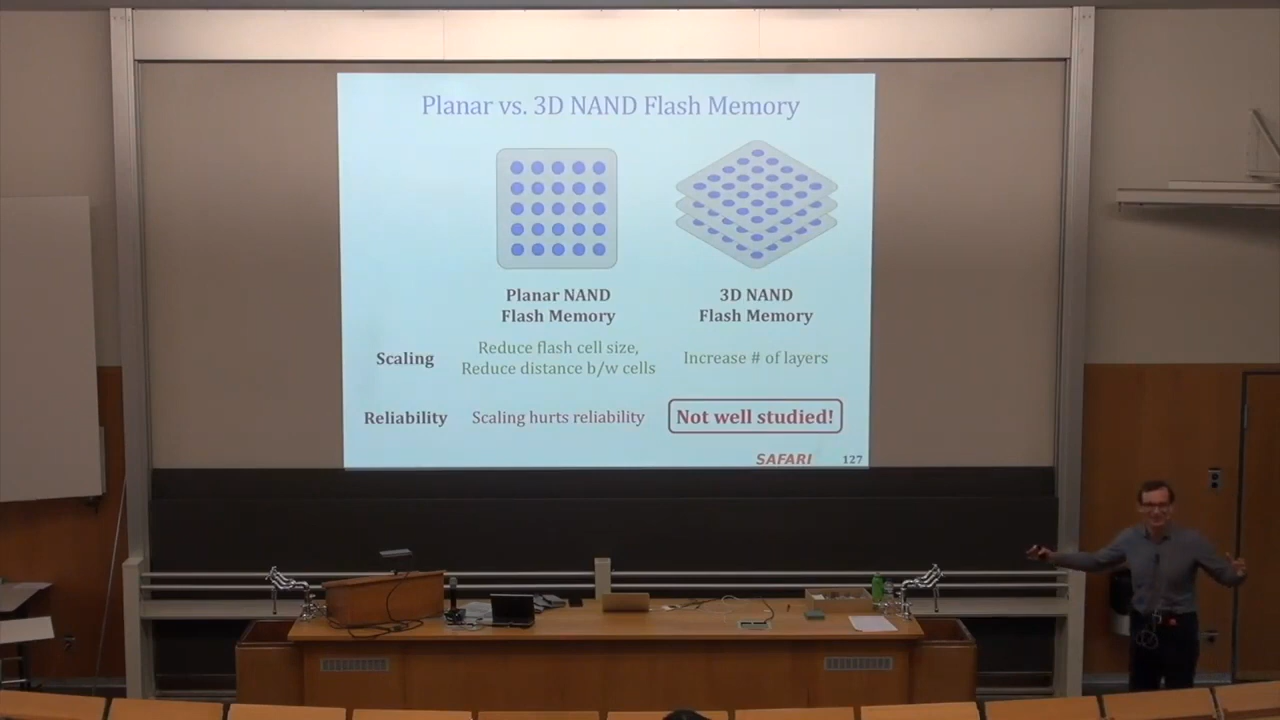 Planar vs. 3D NAND Flash Memory
Planar NAND
Flash Memory
3D NAND
Flash Memory
Scaling
Reduce flash cell size,
Reduce distance b/w cells
Increase # of layers
Reliability
Scaling hurts reliability
Not well studied!
SAFARI
127